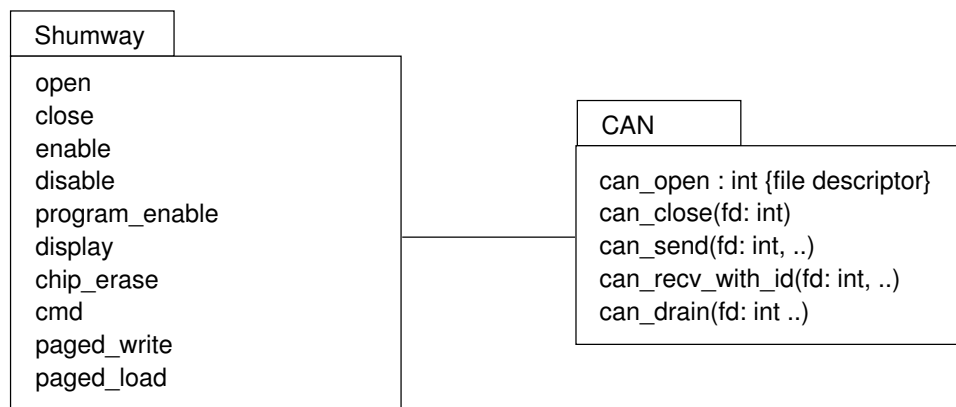 Shumway
open
close
enable
disable
program_enable
display
chip_erase
cmd
paged_write
paged_load
CAN
can_open : int {file descriptor}
can_close(fd: int)
can_send(fd: int, ..)
can_recv_with_id(fd: int, ..)
can_drain(fd: int ..)